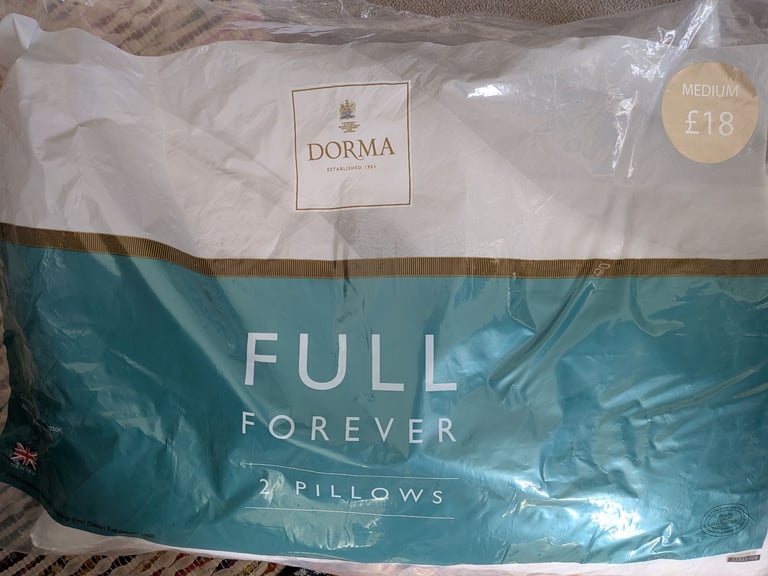 MEDIUM
£18
DORMA
ESTABLISHED 1921
FULL
FOREVER
2 PILLOWS